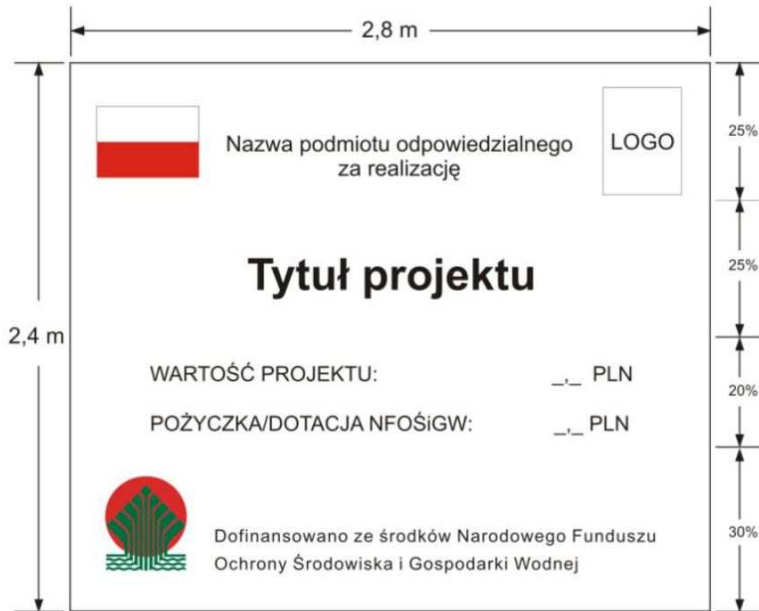 2,8 m
Nazwa podmiotu odpowiedzialnego
za realizację
LOGO
25%
Tytuł projektu
25%
2,4 m
WARTOŚĆ PROJEKTU: _,_ PLN
20%
POŻYCZKA/DOTACJA NFOŚiGW: _,_ PLN
Dofinansowano ze środków Narodowego Funduszu
Ochrony Środowiska i Gospodarki Wodnej
30%